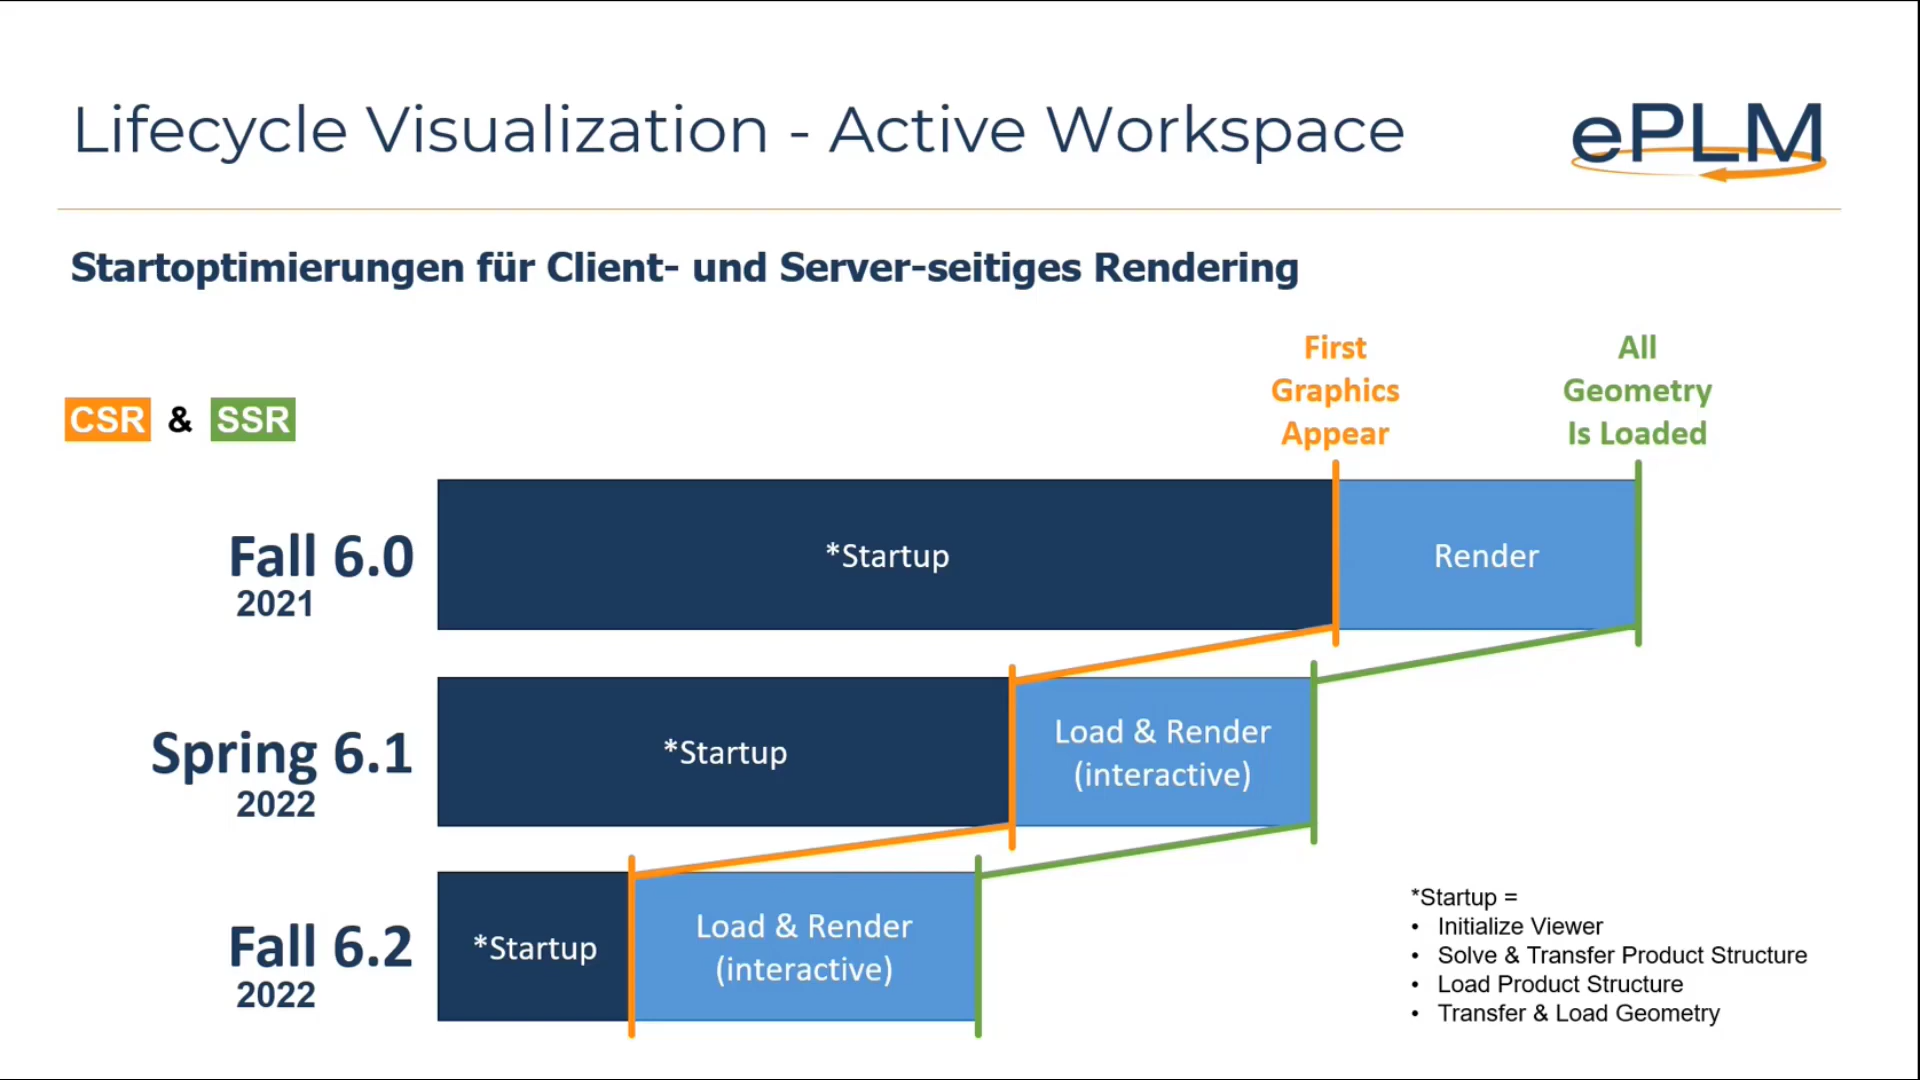 Lifecycle Visualization - Active Workspace
ePLM
Startoptimierungen für Client- und Server-seitiges Rendering
First
Graphics
Appear
All
Geometry
Is Loaded
CSR & SSR
Fall 6.0
2021
*Startup
Render
Spring 6.1
2022
*Startup
Load & Render
(interactive)
Fall 6.2
2022
*Startup
Load & Render
(interactive)
*Startup =
• Initialize Viewer
• Solve & Transfer Product Structure
• Load Product Structure
• Transfer & Load Geometry